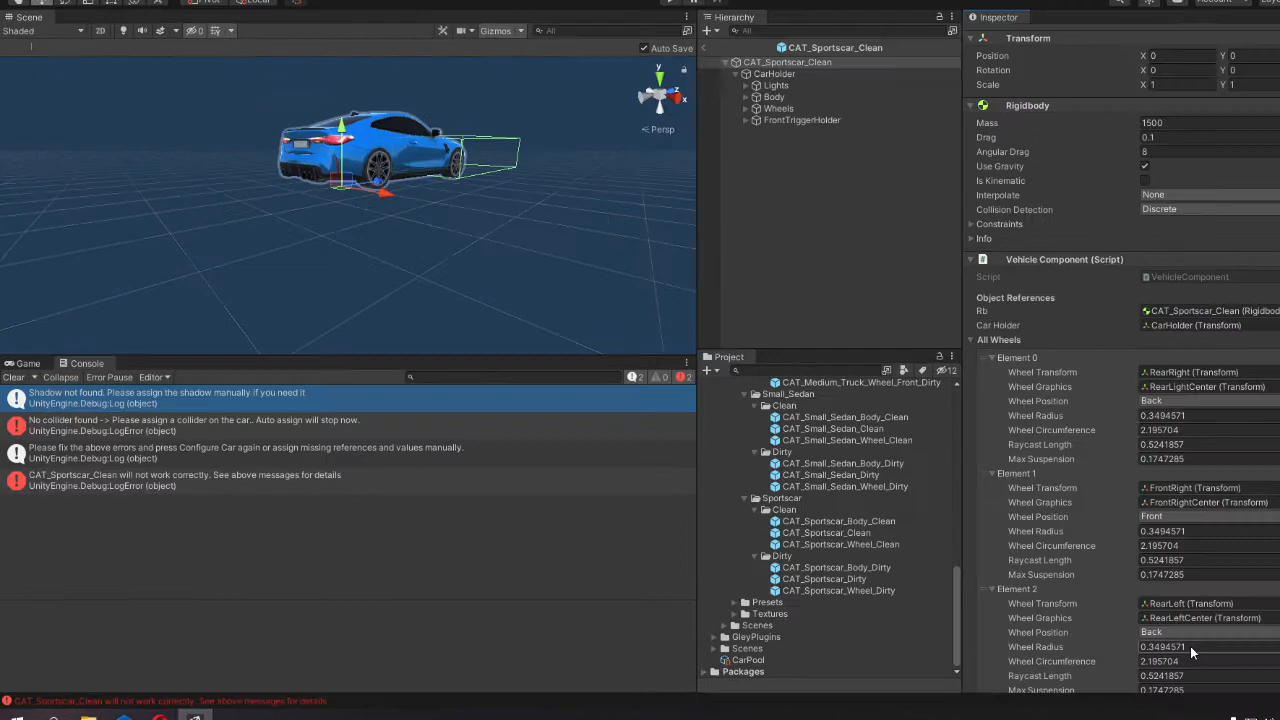 Scene
Shaded
2D
0
Gizmos
All
Auto Save
y
x
z
Persp
Game
Console
Clear
Collapse
Error Pause
Editor
2
0
2
Shadow not found. Please assign the shadow manually if you need it
UnityEngine.Debug:Log (object)
No collider found -> Please assign a collider on the car.. Auto assign will stop now.
UnityEngine.Debug:LogError (object)
Please fix the above errors and press Configure Car again or assign missing references and values manually.
UnityEngine.Debug:Log (object)
CAT_Sportscar_Clean will not work correctly. See above messages for details
UnityEngine.Debug:LogError (object)
CAT_Sportscar_Clean will not work correctly. See above messages for details
Hierarchy
All
CAT_Sportscar_Clean
CAT_Sportscar_Clean
CarHolder
Lights
Body
Wheels
FrontTriggerHolder
Project
12
CAT_Medium_Truck_Wheel_Front_Dirty
Small_Sedan
Clean
CAT_Small_Sedan_Body_Clean
CAT_Small_Sedan_Clean
CAT_Small_Sedan_Wheel_Clean
Dirty
CAT_Small_Sedan_Body_Dirty
CAT_Small_Sedan_Dirty
CAT_Small_Sedan_Wheel_Dirty
Sportscar
Clean
CAT_Sportscar_Body_Clean
CAT_Sportscar_Clean
CAT_Sportscar_Wheel_Clean
Dirty
CAT_Sportscar_Body_Dirty
CAT_Sportscar_Dirty
CAT_Sportscar_Wheel_Dirty
Presets
Textures
Scenes
GleyPlugins
Scenes
CarPool
Packages
Inspector
Transform
Position X 0 Y 0
Rotation X 0 Y 0
Scale X 1 Y 1
Rigidbody
Mass 1500
Drag 0.1
Angular Drag 8
Use Gravity
Is Kinematic
Interpolate None
Collision Detection Discrete
Constraints
Info
Vehicle Component (Script)
Script VehicleComponent
Object References
Rb CAT_Sportscar_Clean (Rigidbod
Car Holder CarHolder (Transform)
All Wheels
Element 0
Wheel Transform RearRight (Transform)
Wheel Graphics RearLightCenter (Transform)
Wheel Position Back
Wheel Radius 0.3494571
Wheel Circumference 2.195704
Raycast Length 0.5241857
Max Suspension 0.1747285
Element 1
Wheel Transform FrontRight (Transform)
Wheel Graphics FrontRightCenter (Transform)
Wheel Position Front
Wheel Radius 0.3494571
Wheel Circumference 2.195704
Raycast Length 0.5241857
Max Suspension 0.1747285
Element 2
Wheel Transform RearLeft (Transform)
Wheel Graphics RearLeftCenter (Transform)
Wheel Position Back
Wheel Radius 0.3494571
Wheel Circumference 2.195704
Raycast Length 0.5241857
Max Suspension 0.1747285